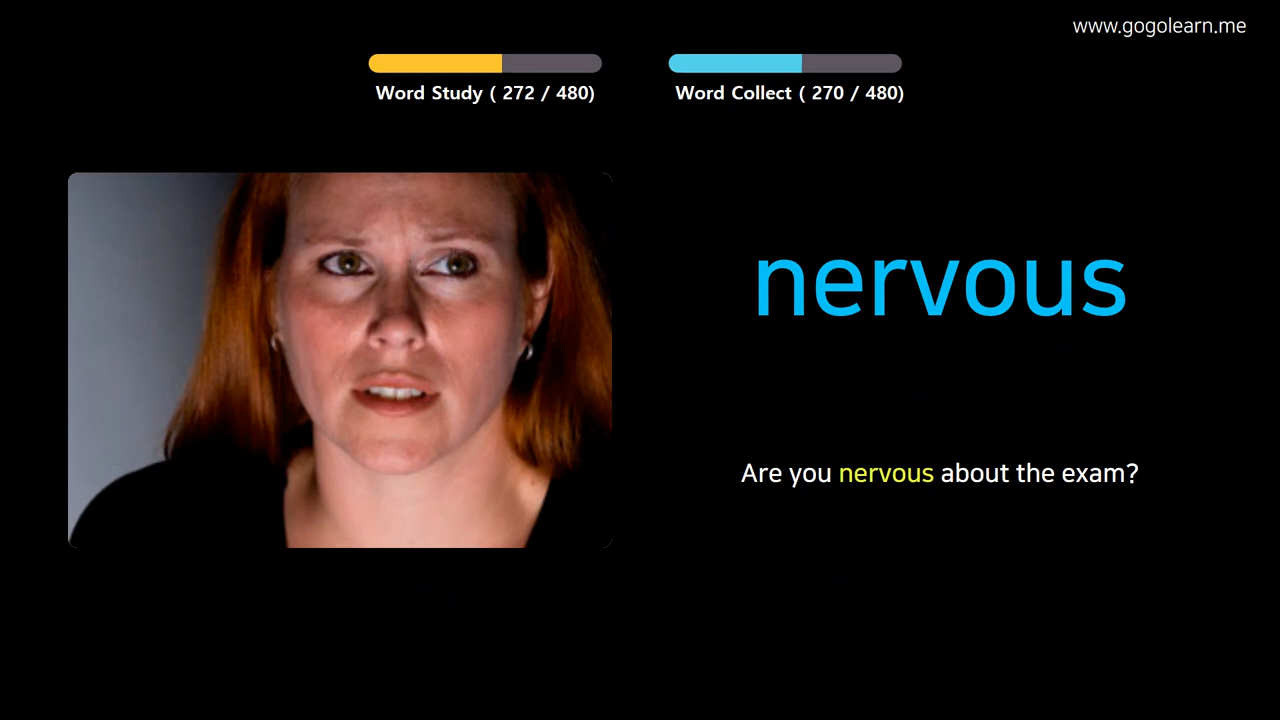 www.gogolearn.me
Word Study ( 272 / 480)
Word Collect ( 270 / 480)
nervous
Are you nervous about the exam?